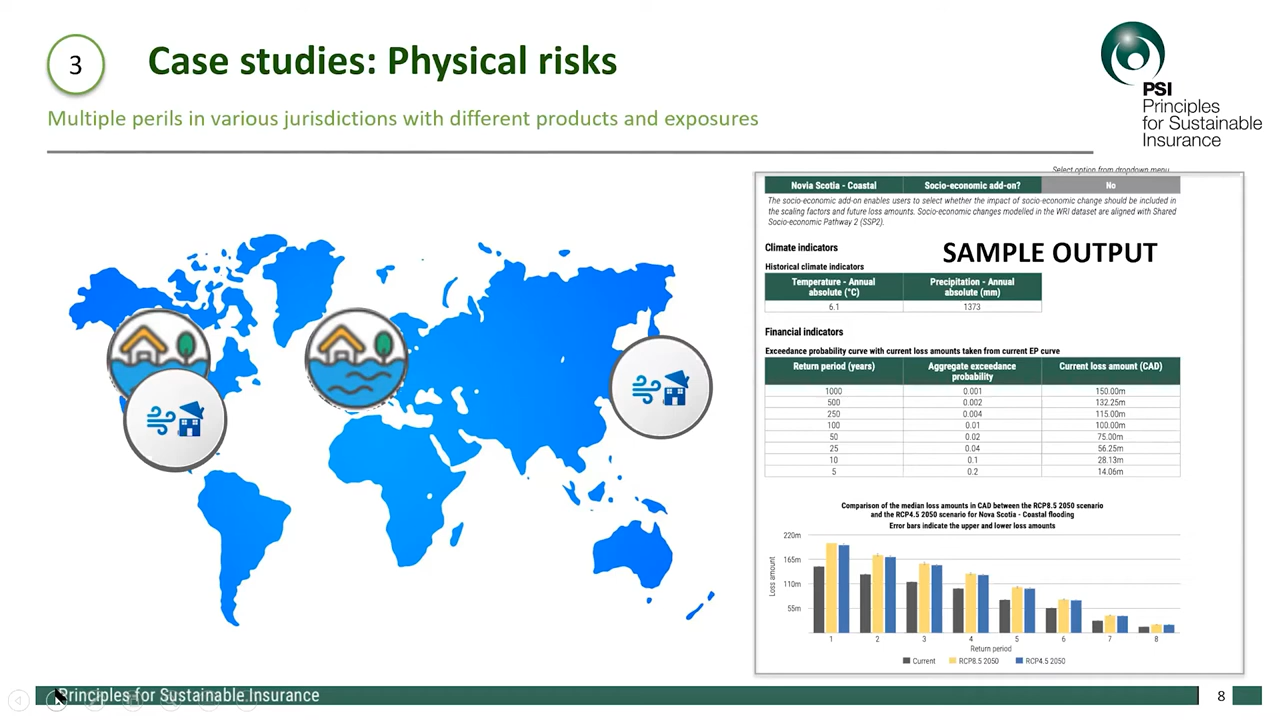 3
Case studies: Physical risks
Multiple perils in various jurisdictions with different products and exposures
PSI
Principles
for Sustainable
Insurance
Select option from dropdown menu
Novia Scotia - Coastal Socio-economic add-on? No
The socio-economic add-on enables users to select whether the impact of socio-economic change should be included in
the scaling factors and future loss amounts. Socio-economic changes modelled in the WRI dataset are aligned with Shared
Socio-economic Pathway 2 (SSP2).
SAMPLE OUTPUT
Climate indicators
Historical climate indicators
Temperature - Annual absolute (°C) Precipitation - Annual absolute (mm)
6.1 1373
Financial indicators
Exceedance probability curve with current loss amounts taken from current EP curve
Return period (years) Aggregate exceedance probability Current loss amount (CAD)
1000 0.001 150.00m
500 0.002 132.25m
250 0.004 115.00m
100 0.01 100.00m
50 0.02 75.00m
25 0.04 56.25m
10 0.1 28.13m
5 0.2 14.06m
Comparison of the median loss amounts in CAD between the RCP8.5 2050 scenario
and the RCP4.5 2050 scenario for Nova Scotia - Coastal flooding
Error bars indicate the upper and lower loss amounts
220m
165m
110m
55m
Loss amount
1 2 3 4 5 6 7 8
Return period
Current RCP8.5 2050 RCP4.5 2050
Principles for Sustainable Insurance
8